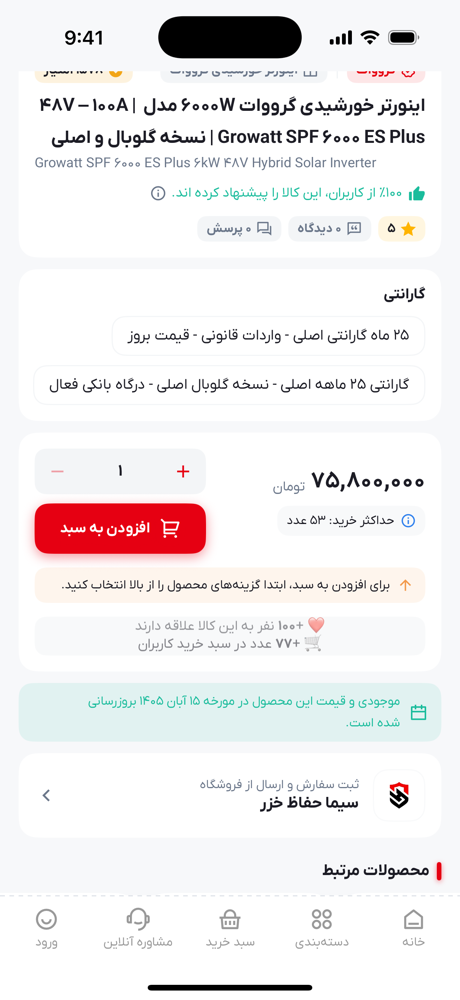 9:41
گرووات
اینورتر خورشیدی گرووات
امتیاز
اینورتر خورشیدی گرووات ۶۰۰۰W مدل | ۴۸V – ۱۰۰A
Growatt SPF ۶۰۰۰ ES Plus | نسخه گلوبال و اصلی
Growatt SPF ۶۰۰۰ ES Plus ۶kW ۴۸V Hybrid Solar Inverter
۱۰۰٪ از کاربران، این کالا را پیشنهاد کرده اند.
۵
۰ دیدگاه
۰ پرسش
گارانتی
۲۵ ماه گارانتی اصلی - واردات قانونی - قیمت بروز
گارانتی ۲۵ ماهه اصلی - نسخه گلوبال اصلی - درگاه بانکی فعال
۷۵,۸۰۰,۰۰۰ تومان
۱
حداکثر خرید: ۵۳ عدد
افزودن به سبد
برای افزودن به سبد، ابتدا گزینه‌های محصول را از بالا انتخاب کنید.
+۱۰۰ نفر به این کالا علاقه دارند
+۷۷ عدد در سبد خرید کاربران
موجودی و قیمت این محصول در مورخه ۱۵ آبان ۱۴۰۵ بروزرسانی
شده است.
ثبت سفارش و ارسال از فروشگاه
سیما حفاظ خزر
محصولات مرتبط
خانه
دسته‌بندی
سبد خرید
مشاوره آنلاین
ورود